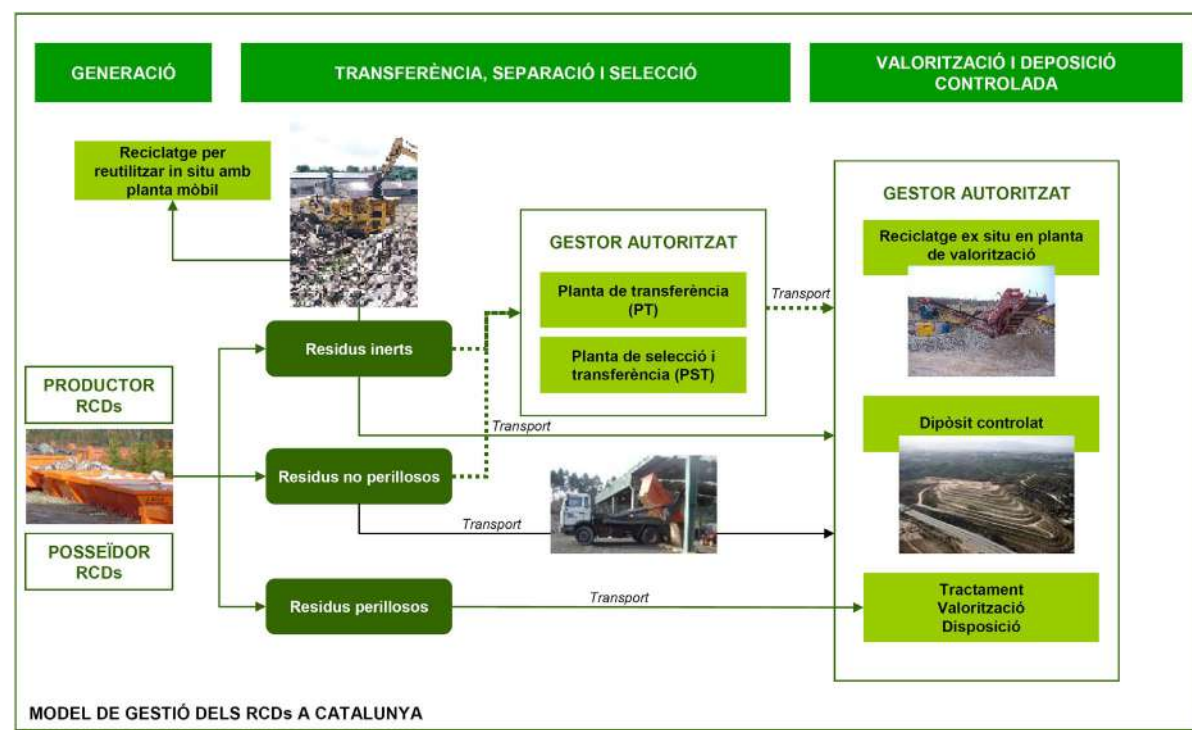 GENERACIÓ
TRANSFERÈNCIA, SEPARACIÓ I SELECCIÓ
VALORITZACIÓ I DEPOSICIÓ
CONTROLADA
Reciclatge per
reutilitzar in situ amb
planta mòbil
GESTOR AUTORITZAT
Planta de transferència
(PT)
Planta de selecció i
transferència (PST)
Transport
GESTOR AUTORITZAT
Reciclatge ex situ en planta
de valorització
Residus inerts
PRODUCTOR
RCDs
Transport
Dipòsit controlat
Residus no perillosos
Transport
POSSEÏDOR
RCDs
Residus perillosos
Transport
Tractament
Valorització
Disposició
MODEL DE GESTIÓ DELS RCDs A CATALUNYA